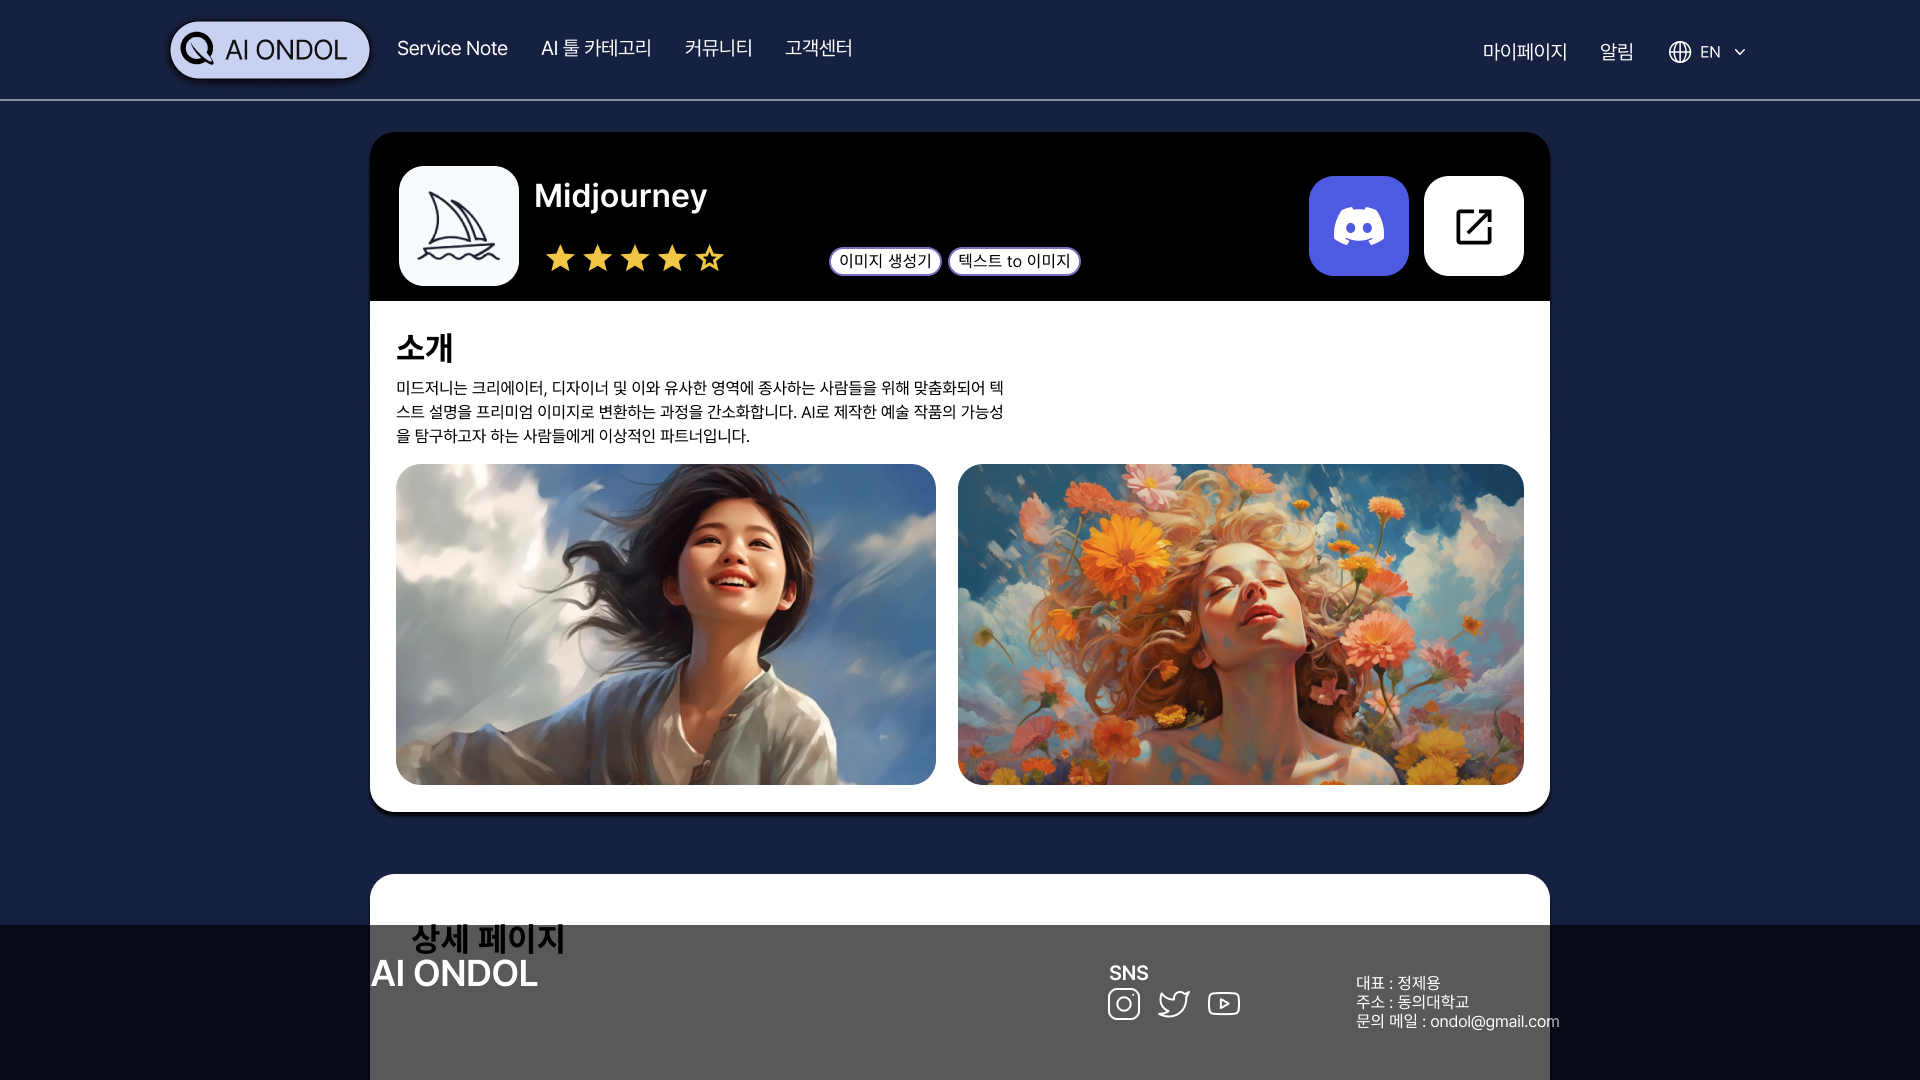 AI ONDOL
Service Note
AI 툴 카테고리
커뮤니티
고객센터
마이페이지
알림
EN
Midjourney
이미지 생성기
텍스트 to 이미지
소개
미드저니는 크리에이터, 디자이너 및 이와 유사한 영역에 종사하는 사람들을 위해 맞춤화되어 텍
스트 설명을 프리미엄 이미지로 변환하는 과정을 간소화합니다. AI로 제작한 예술 작품의 가능성
을 탐구하고자 하는 사람들에게 이상적인 파트너입니다.
상세 페이지
AI ONDOL
SNS
대표 : 정제용
주소 : 동의대학교
문의 메일 : ondol@gmail.com